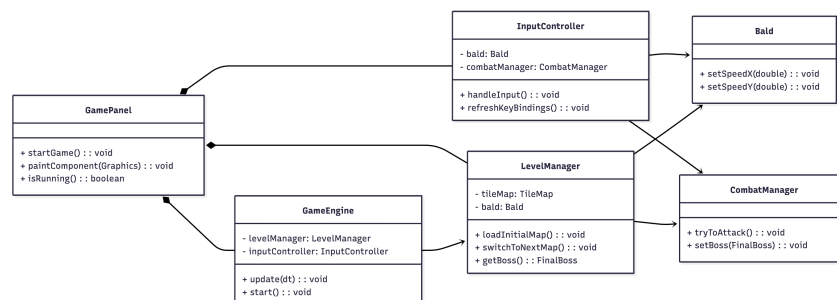 InputController
- bald: Bald
- combatManager: CombatManager
+ handleInput() : : void
+ refreshKeyBindings() : : void
Bald
+ setSpeedX(double) : : void
+ setSpeedY(double) : : void
GamePanel
+ startGame() : : void
+ paintComponent(Graphics) : : void
+ isRunning() : : boolean
LevelManager
- tileMap: TileMap
- bald: Bald
+ loadInitialMap() : : void
+ switchToNextMap() : : void
+ getBoss() : : FinalBoss
CombatManager
+ tryToAttack() : : void
+ setBoss(FinalBoss) : : void
GameEngine
- levelManager: LevelManager
- inputController: InputController
+ update(dt) : : void
+ start() : : void